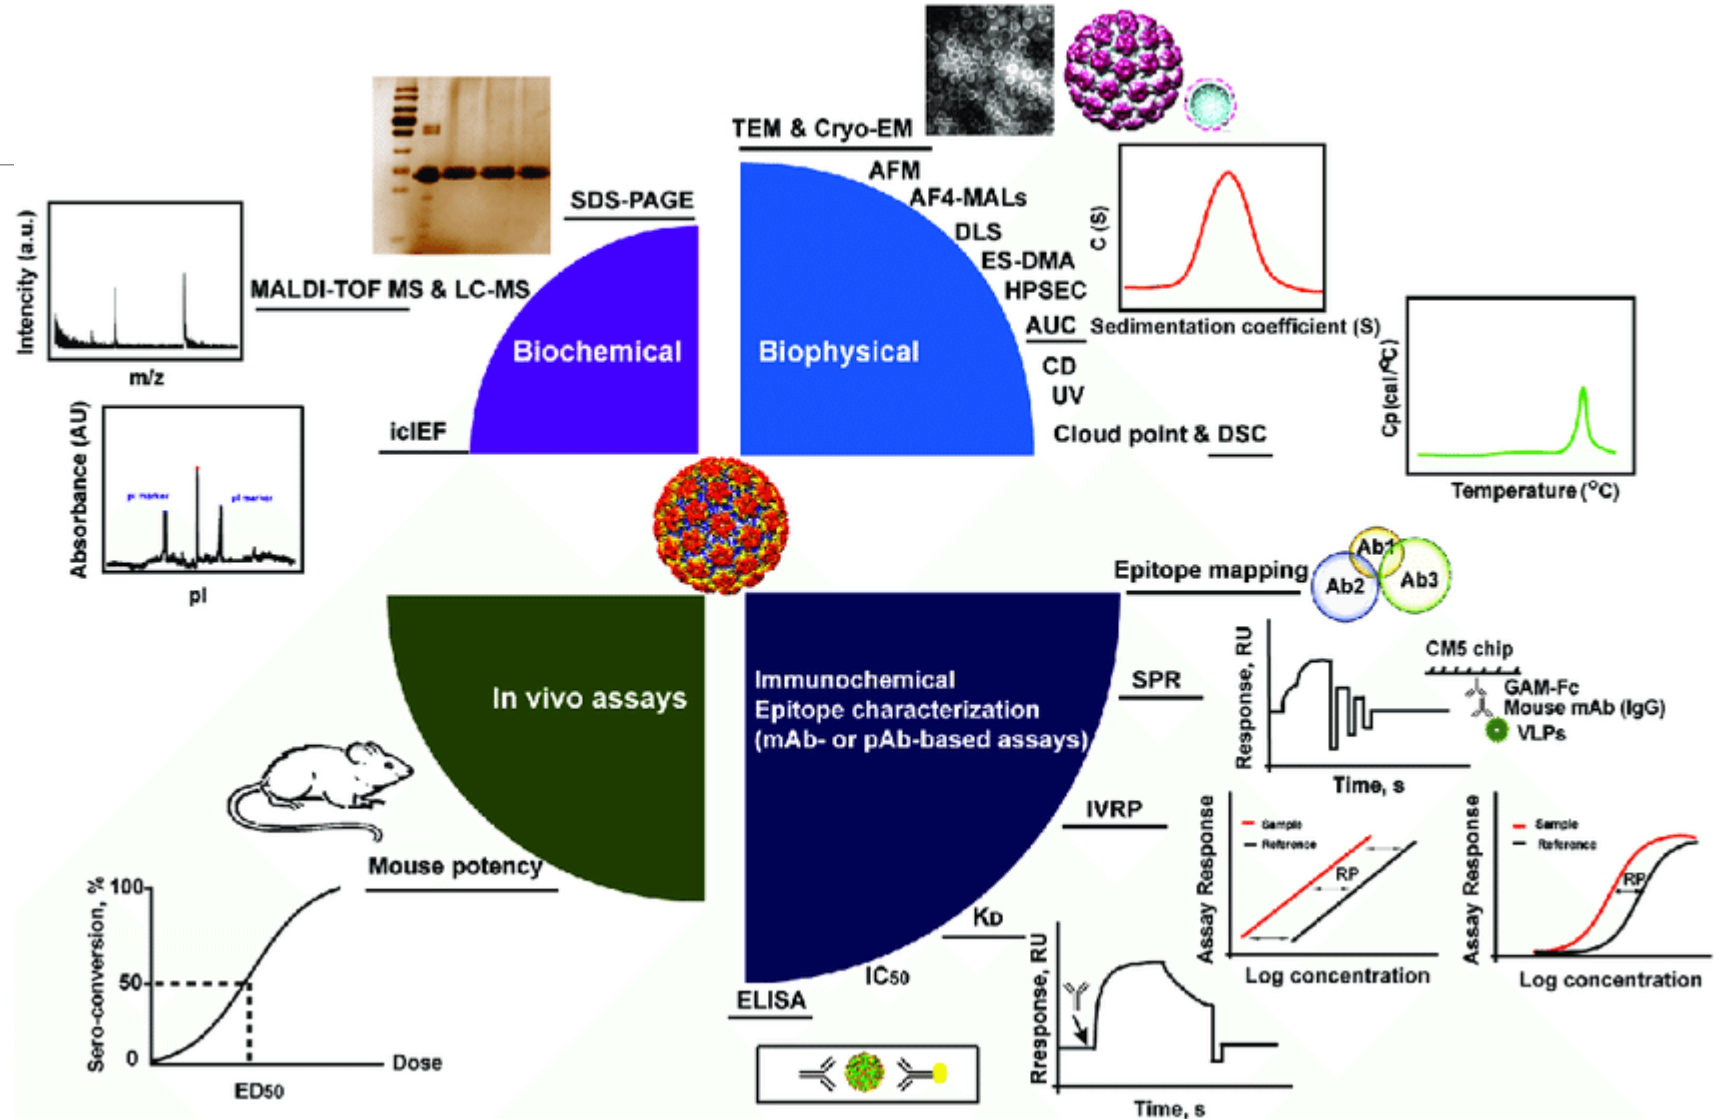 TEM & Cryo-EM
AFM
AF4-MALs
DLS
ES-DMA
HPSEC
AUC
CD
UV
Cloud point & DSC
C (S)
Sedimentation coefficient (S)
Cp(cal/°C)
Temperature (°C)
SDS-PAGE
MALDI-TOF MS & LC-MS
icIEF
Intencity (a.u.)
m/z
Absorbance (AU)
pI marker
pI marker
pI
Biochemical
Biophysical
In vivo assays
Immunochemical
Epitope characterization
(mAb- or pAb-based assays)
Epitope mapping
Ab1
Ab2
Ab3
SPR
Response, RU
Time, s
CM5 chip
GAM-Fc
Mouse mAb (IgG)
VLPs
IVRP
Assay Response
Sample
Reference
RP
Log concentration
Assay Response
Sample
Reference
RP
Log concentration
KD
Rresponse, RU
Time, s
IC50
ELISA
Mouse potency
Sero-conversion, %
100
50
0
ED50
Dose